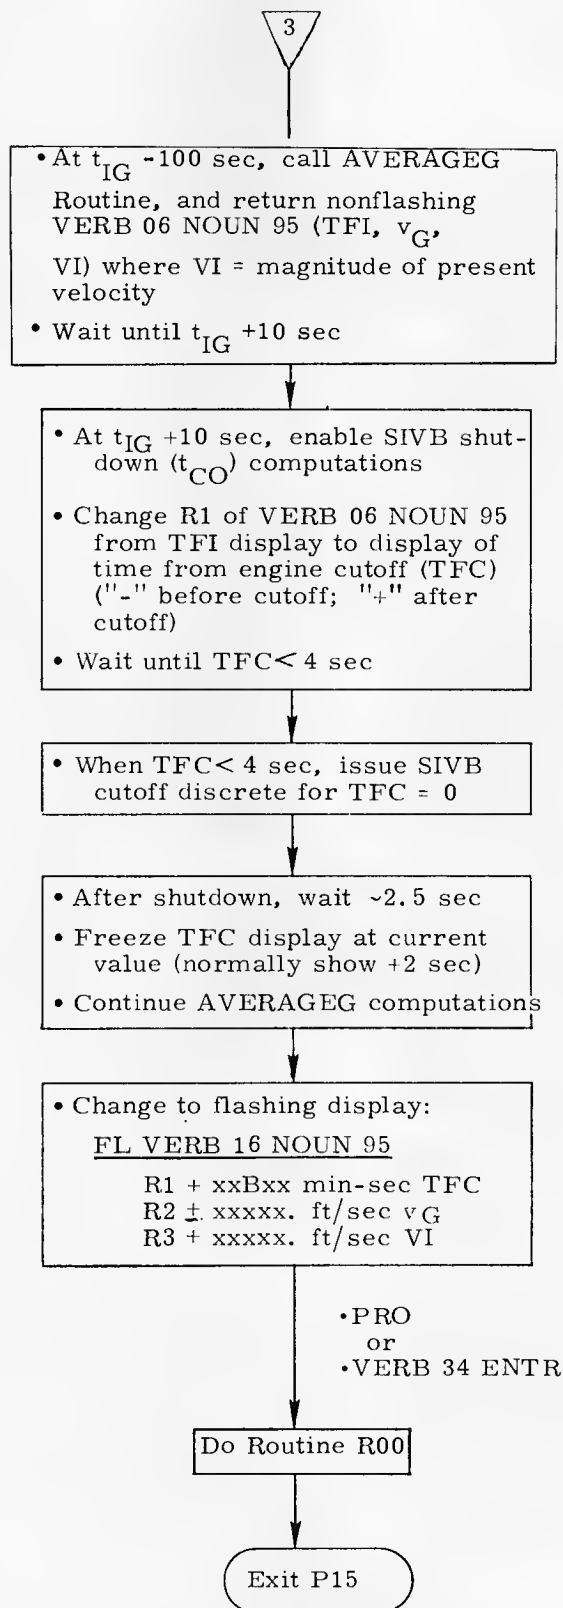 3
• At tIG -100 sec, call AVERAGEG
Routine, and return nonflashing
VERB 06 NOUN 95 (TFI, vG,
VI) where VI = magnitude of present
velocity
• Wait until tIG +10 sec
• At tIG +10 sec, enable SIVB shut-
down (tCO) computations
• Change R1 of VERB 06 NOUN 95
from TFI display to display of
time from engine cutoff (TFC)
("-" before cutoff; "+" after
cutoff)
• Wait until TFC< 4 sec
• When TFC< 4 sec, issue SIVB
cutoff discrete for TFC = 0
• After shutdown, wait ~2.5 sec
• Freeze TFC display at current
value (normally show +2 sec)
• Continue AVERAGEG computations
• Change to flashing display:
FL VERB 16 NOUN 95
R1 + xxBxx min-sec TFC
R2 ± xxxxx. ft/sec vG
R3 + xxxxx. ft/sec VI
•PRO
or
•VERB 34 ENTR
Do Routine R00
Exit P15